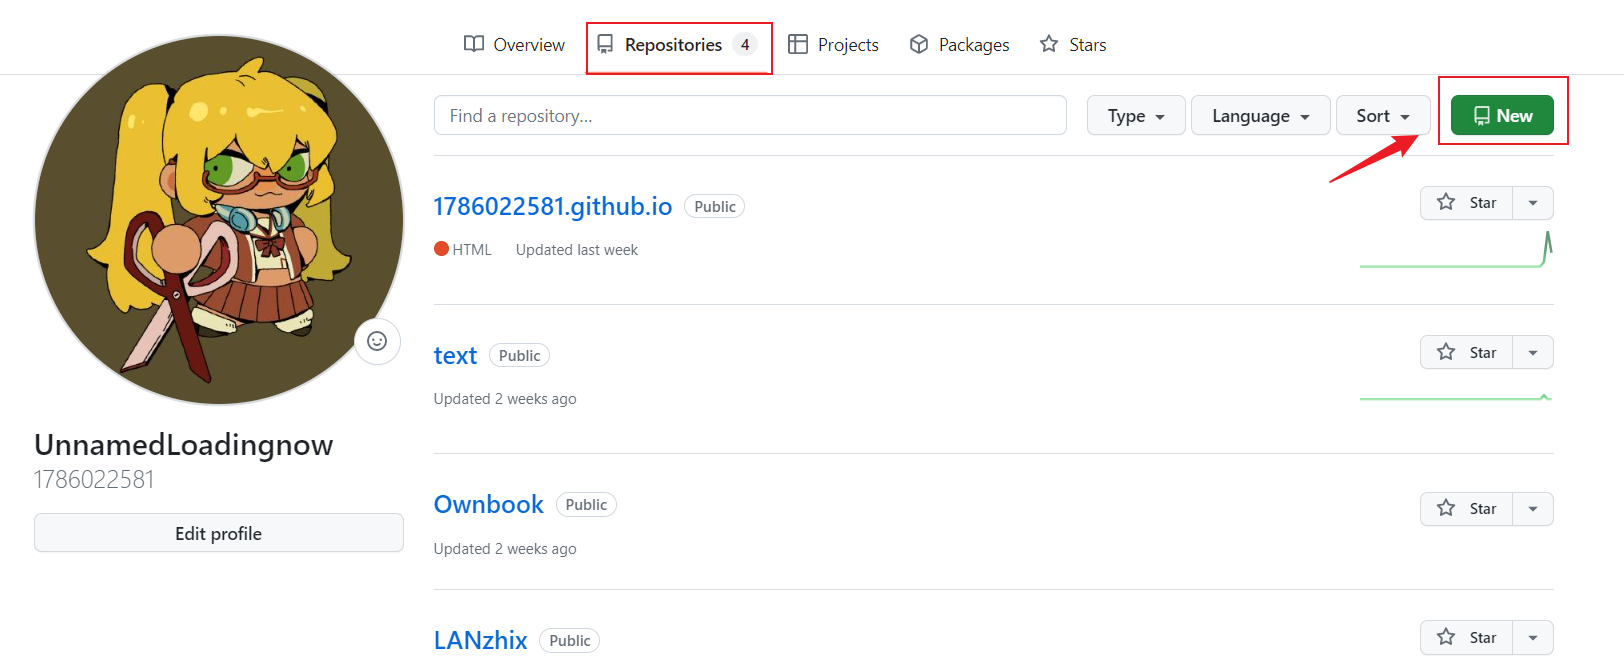 Overview Repositories 4 Projects Packages Stars
Find a repository... Type Language Sort New
1786022581.github.io Public Star
HTML Updated last week
text Public Star
Updated 2 weeks ago
UnnamedLoadingnow
1786022581
Edit profile
Ownbook Public Star
Updated 2 weeks ago
LANzhix Public Star